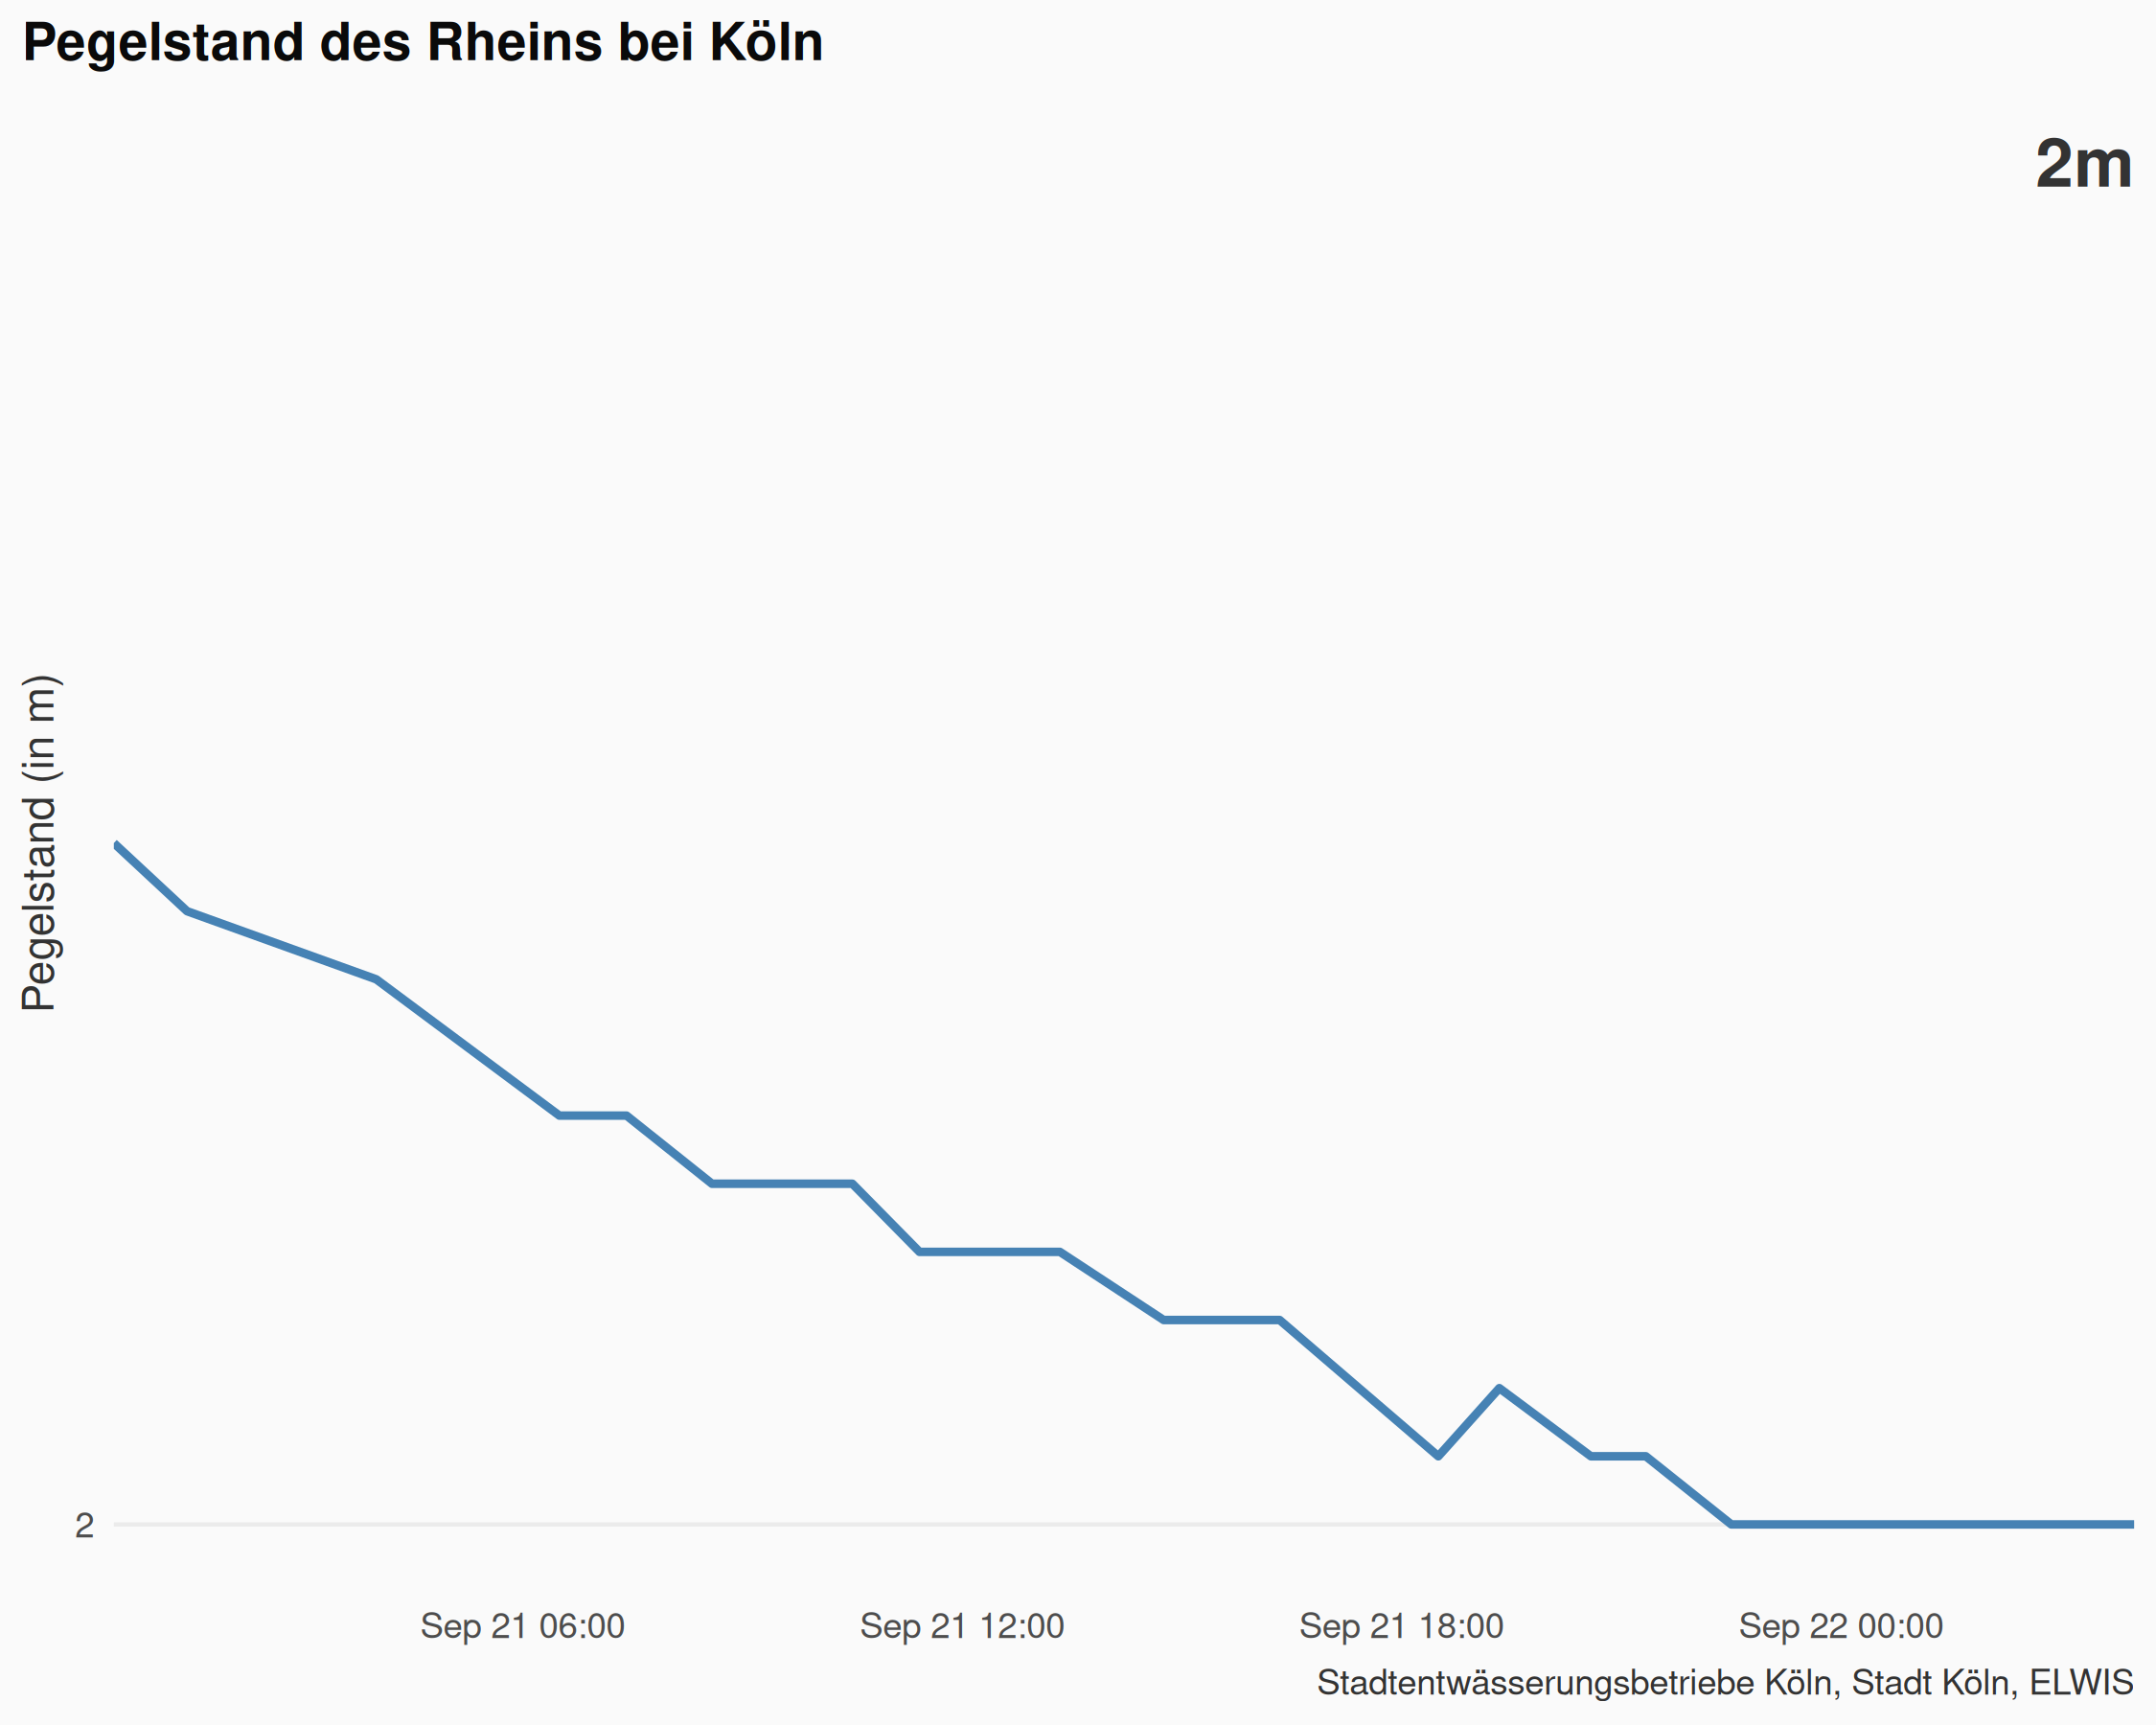 Pegelstand des Rheins bei Köln
2m
Pegelstand (in m)
2
Sep 21 06:00
Sep 21 12:00
Sep 21 18:00
Sep 22 00:00
Stadtentwässerungsbetriebe Köln, Stadt Köln, ELWIS